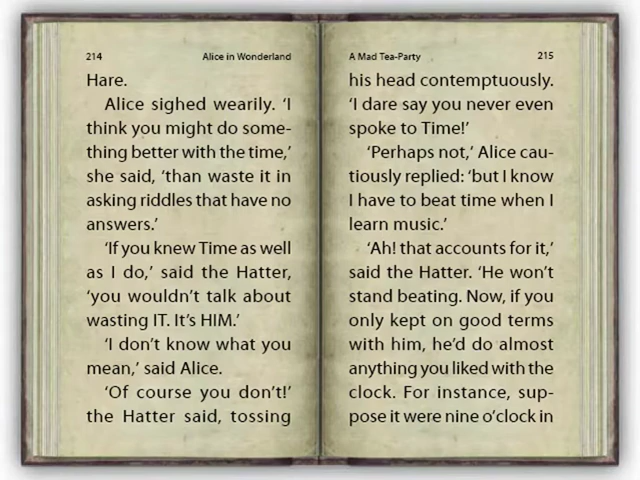 214
Alice in Wonderland
Hare.
Alice sighed wearily. ‘I
think you might do some-
thing better with the time,’
she said, ‘than waste it in
asking riddles that have no
answers.’
‘If you knew Time as well
as I do,’ said the Hatter,
‘you wouldn’t talk about
wasting IT. It’s HIM.’
‘I don’t know what you
mean,’ said Alice.
‘Of course you don’t!’
the Hatter said, tossing
A Mad Tea-Party
215
his head contemptuously.
‘I dare say you never even
spoke to Time!’
‘Perhaps not,’ Alice cau-
tiously replied: ‘but I know
I have to beat time when I
learn music.’
‘Ah! that accounts for it,’
said the Hatter. ‘He won’t
stand beating. Now, if you
only kept on good terms
with him, he’d do almost
anything you liked with the
clock. For instance, sup-
pose it were nine o’clock in